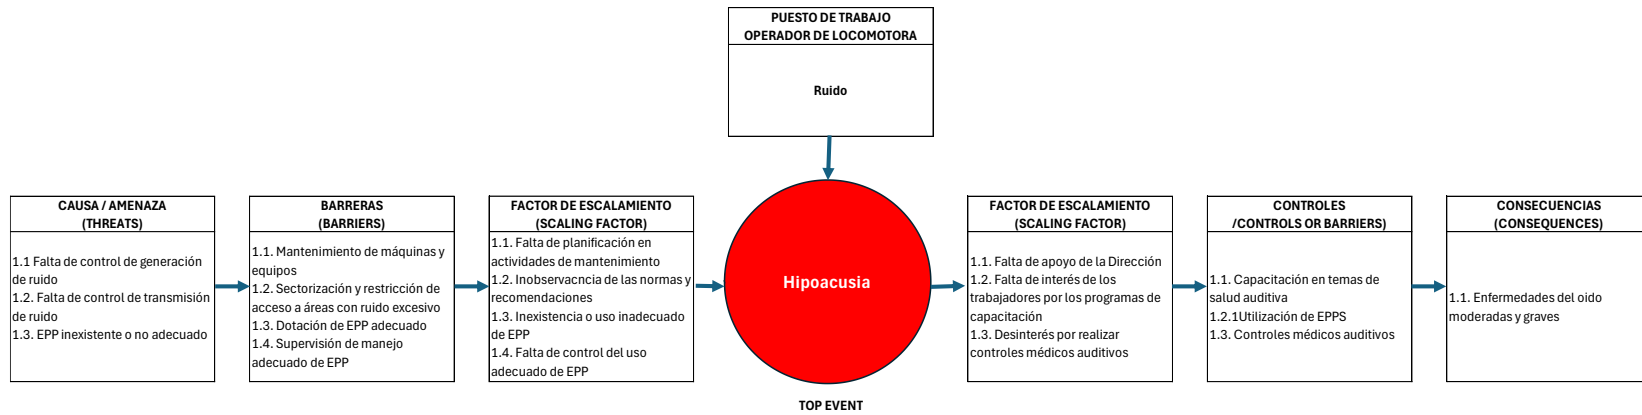 PUESTO DE TRABAJO
OPERADOR DE LOCOMOTORA
Ruido
CAUSA / AMENAZA
(THREATS)
1.1 Falta de control de generación
de ruido
1.2. Falta de control de transmisión
de ruido
1.3. EPP inexistente o no adecuado
BARRERAS
(BARRIERS)
1.1. Mantenimiento de máquinas y
equipos
1.2. Sectorización y restricción de
acceso a áreas con ruido excesivo
1.3. Dotación de EPP adecuado
1.4. Supervisión de manejo
adecuado de EPP
FACTOR DE ESCALAMIENTO
(SCALING FACTOR)
1.1. Falta de planificación en
actividades de mantenimiento
1.2. Inobservacncia de las normas y
recomendaciones
1.3. Inexistencia o uso inadecuado
de EPP
1.4. Falta de control del uso
adecuado de EPP
Hipoacusia
TOP EVENT
FACTOR DE ESCALAMIENTO
(SCALING FACTOR)
1.1. Falta de apoyo de la Dirección
1.2. Falta de interés de los
trabajadores por los programas de
capacitación
1.3. Desinterés por realizar
controles médicos auditivos
CONTROLES
/CONTROLS OR BARRIERS)
1.1. Capacitación en temas de
salud auditiva
1.2.1Utilización de EPPS
1.3. Controles médicos auditivos
CONSECUENCIAS
(CONSEQUENCES)
1.1. Enfermedades del oido
moderadas y graves